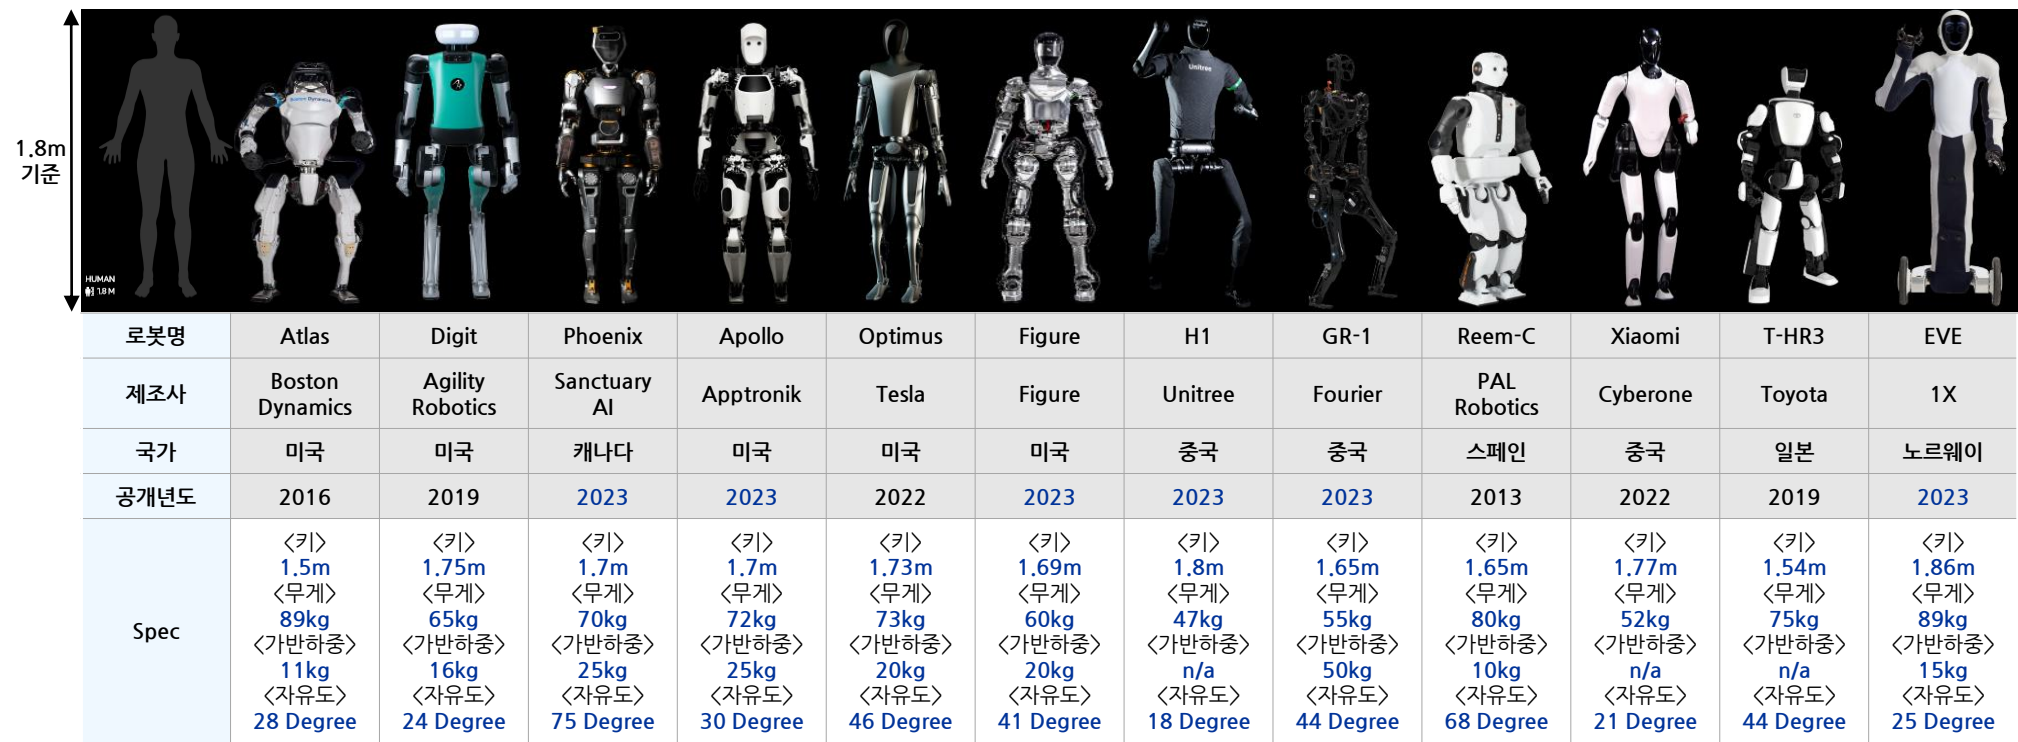 1.8m
기준
HUMAN
1.8 M
Boston Dynamics
Unitree
로봇명 Atlas Digit Phoenix Apollo Optimus Figure H1 GR-1 Reem-C Xiaomi T-HR3 EVE
제조사 Boston Dynamics Agility Robotics Sanctuary AI Apptronik Tesla Figure Unitree Fourier PAL Robotics Cyberone Toyota 1X
국가 미국 미국 캐나다 미국 미국 미국 중국 중국 스페인 중국 일본 노르웨이
공개년도 2016 2019 2023 2023 2022 2023 2023 2023 2013 2022 2019 2023
Spec
<키> <키> <키> <키> <키> <키> <키> <키> <키> <키> <키> <키>
1.5m 1.75m 1.7m 1.7m 1.73m 1.69m 1.8m 1.65m 1.65m 1.77m 1.54m 1.86m
<무게> <무게> <무게> <무게> <무게> <무게> <무게> <무게> <무게> <무게> <무게> <무게>
89kg 65kg 70kg 72kg 73kg 60kg 47kg 55kg 80kg 52kg 75kg 89kg
<가반하중> <가반하중> <가반하중> <가반하중> <가반하중> <가반하중> <가반하중> <가반하중> <가반하중> <가반하중> <가반하중> <가반하중>
11kg 16kg 25kg 25kg 20kg 20kg n/a 50kg 10kg n/a n/a 15kg
<자유도> <자유도> <자유도> <자유도> <자유도> <자유도> <자유도> <자유도> <자유도> <자유도> <자유도> <자유도>
28 Degree 24 Degree 75 Degree 30 Degree 46 Degree 41 Degree 18 Degree 44 Degree 68 Degree 21 Degree 44 Degree 25 Degree